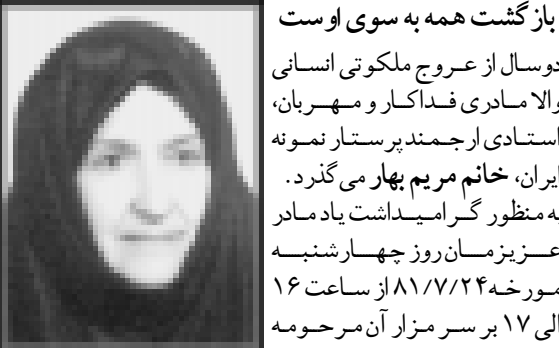 بازگشت همه به سوی اوست
دوسال از عروج ملکوتی انسانی
والا مادری فداکار و مهربان،
استادی ارجمند پرستار نمونه
ایران، خانم مریم بهار می‌گذرد.
به منظور گرامیداشت یاد مادر
عزیزمان روز چهارشنبه
مورخه ۸۱/۷/۲۴ از ساعت ۱۶
الی ۱۷ بر سر مزار آن مرحومه